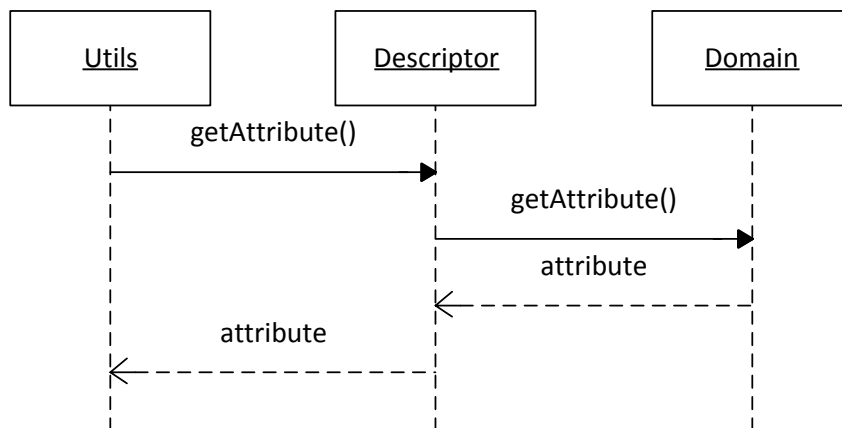 Utils
Descriptor
Domain
getAttribute()
getAttribute()
attribute
attribute